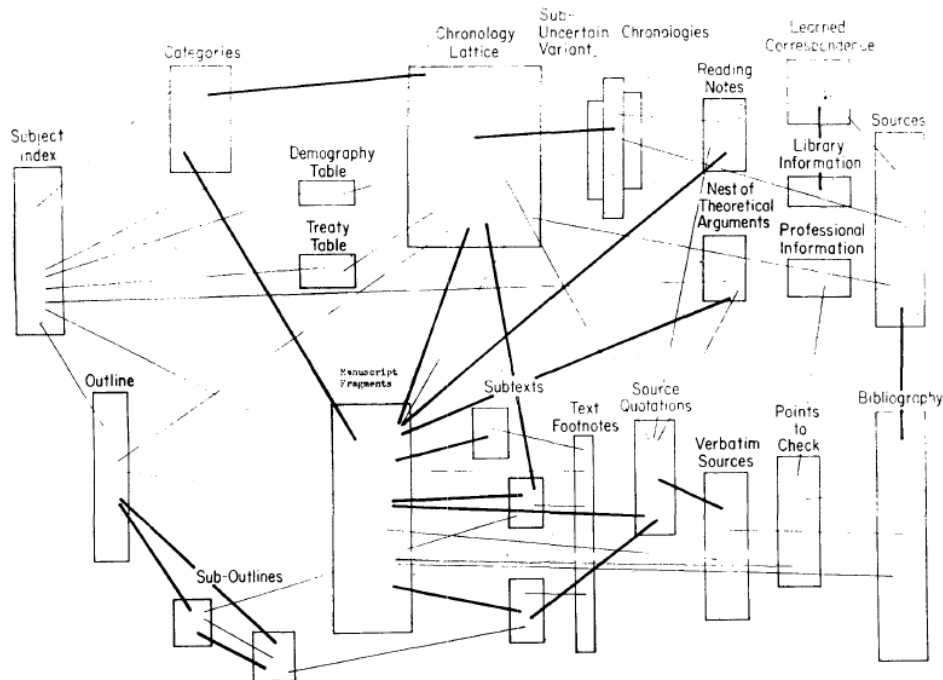 Categories
Chronology
Lattice
Sub-
Uncertain
Variant
Chronologies
Reading
Notes
Learned
Correspondence
Sources
Subject
Index
Demography
Table
Library
Information
Nest of
Theoretical
Arguments
Treaty
Table
Professional
Information
Outline
Manuscript
Fragments
Subtexts
Text
Footnotes
Source
Quotations
Verbatim
Sources
Points
to
Check
Bibliography
Sub-Outlines